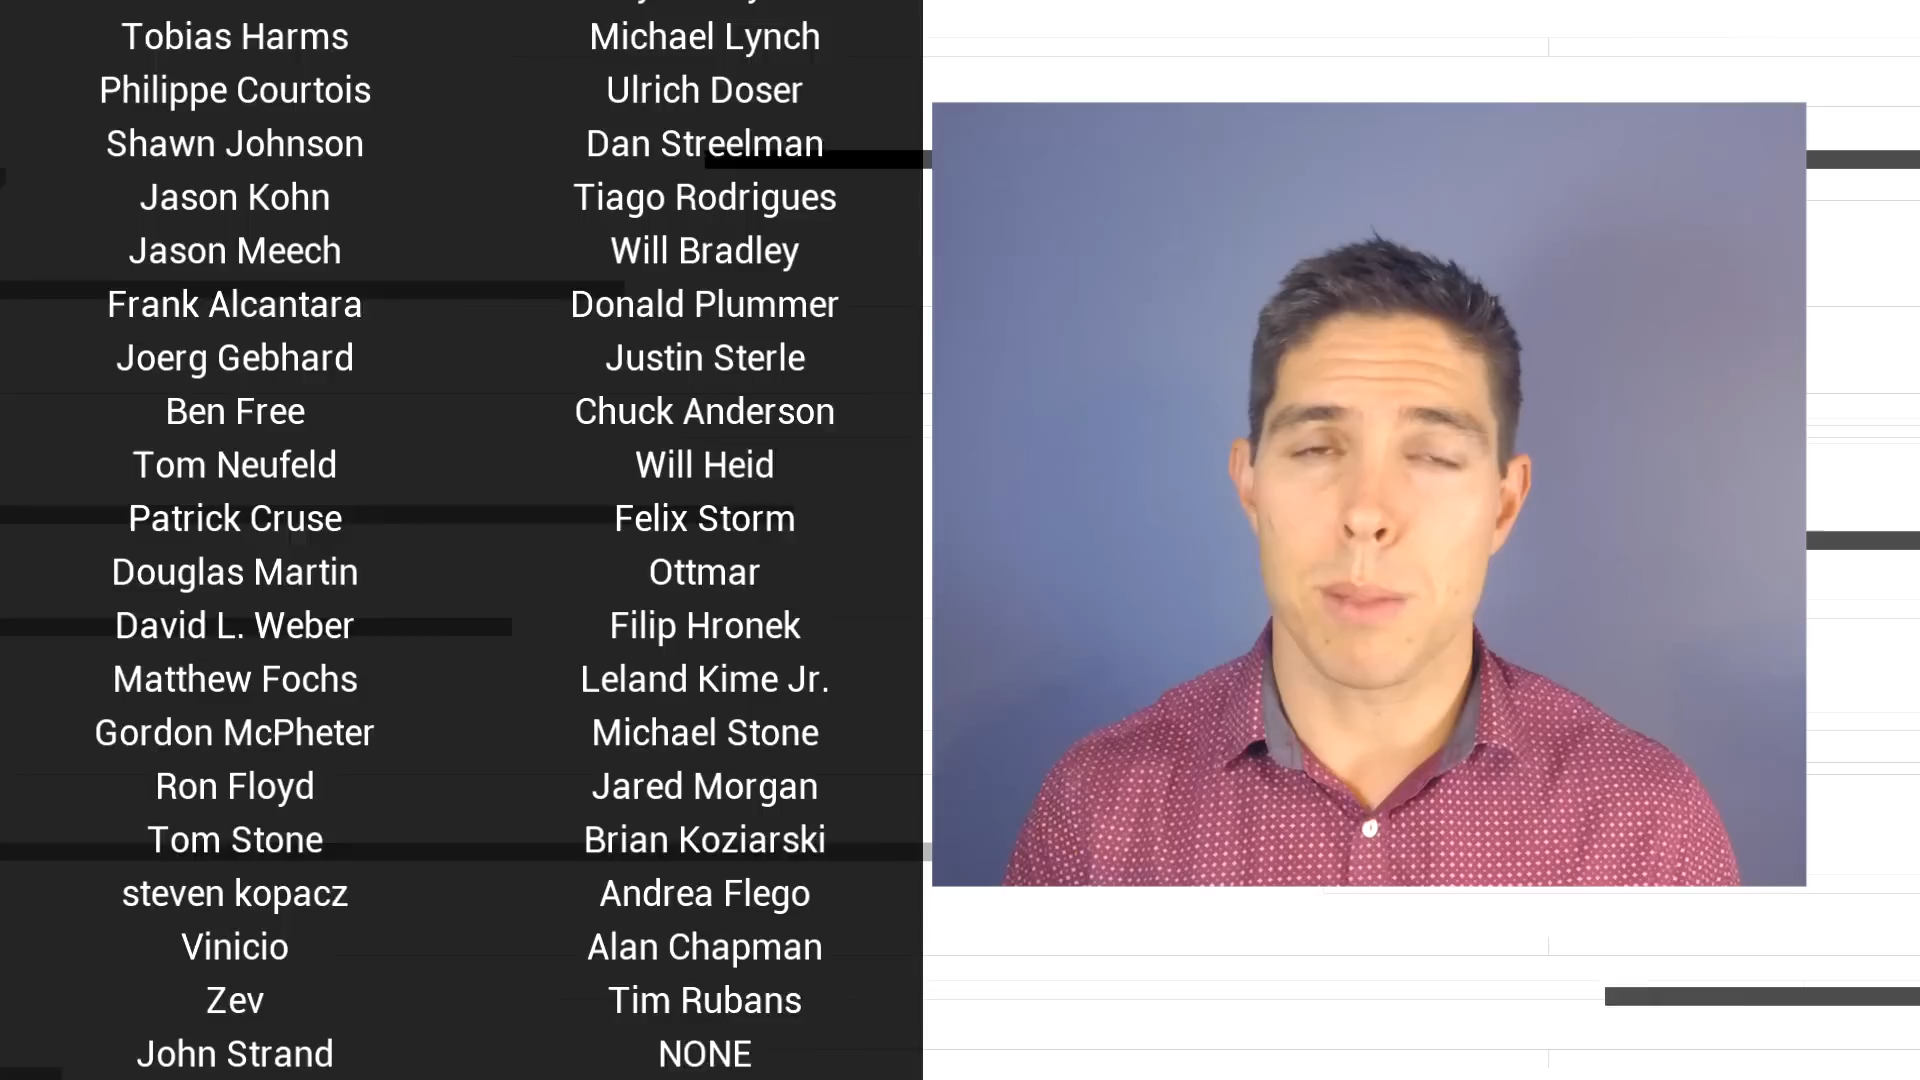 Tobias Harms
Philippe Courtois
Shawn Johnson
Jason Kohn
Jason Meech
Frank Alcantara
Joerg Gebhard
Ben Free
Tom Neufeld
Patrick Cruse
Douglas Martin
David L. Weber
Matthew Fochs
Gordon McPheter
Ron Floyd
Tom Stone
steven kopacz
Vinicio
Zev
John Strand
Michael Lynch
Ulrich Doser
Dan Streelman
Tiago Rodrigues
Will Bradley
Donald Plummer
Justin Sterle
Chuck Anderson
Will Heid
Felix Storm
Ottmar
Filip Hronek
Leland Kime Jr.
Michael Stone
Jared Morgan
Brian Koziarski
Andrea Flego
Alan Chapman
Tim Rubans
NONE